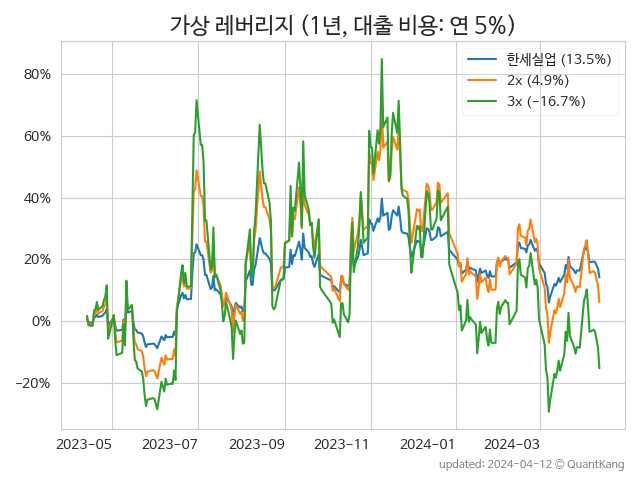 가상 레버리지 (1년, 대출 비용: 연 5%)
한세실업 (13.5%)
2x (4.9%)
3x (−16.7%)
80%
60%
40%
20%
0%
−20%
2023-05 2023-07 2023-09 2023-11 2024-01 2024-03
updated: 2024-04-12 © QuantKang